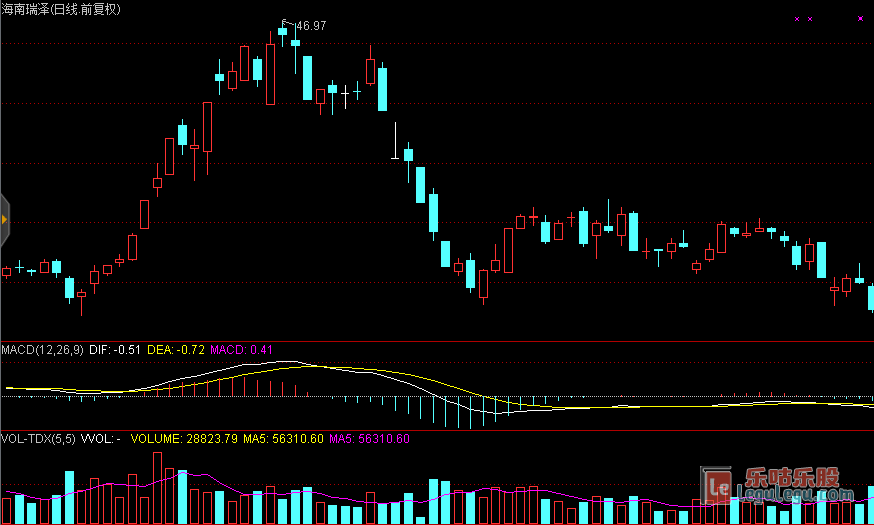 海南瑞泽(日线.前复权)
46.97
MACD(12,26,9) DIF: -0.51 DEA: -0.72 MACD: 0.41
VOL-TDX(5,5) VVOL: - VOLUME: 28823.79 MA5: 56310.60 MA5: 56310.60
Le 乐咕乐股
LeguLegu.com